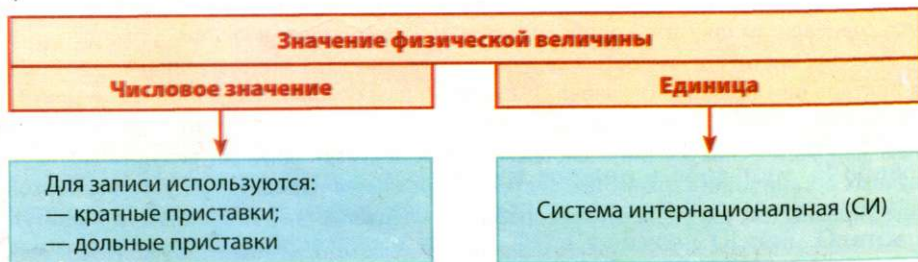 Значение физической величины
Числовое значение
Единица
Для записи используются:
— кратные приставки;
— дольные приставки
Система интернациональная (СИ)